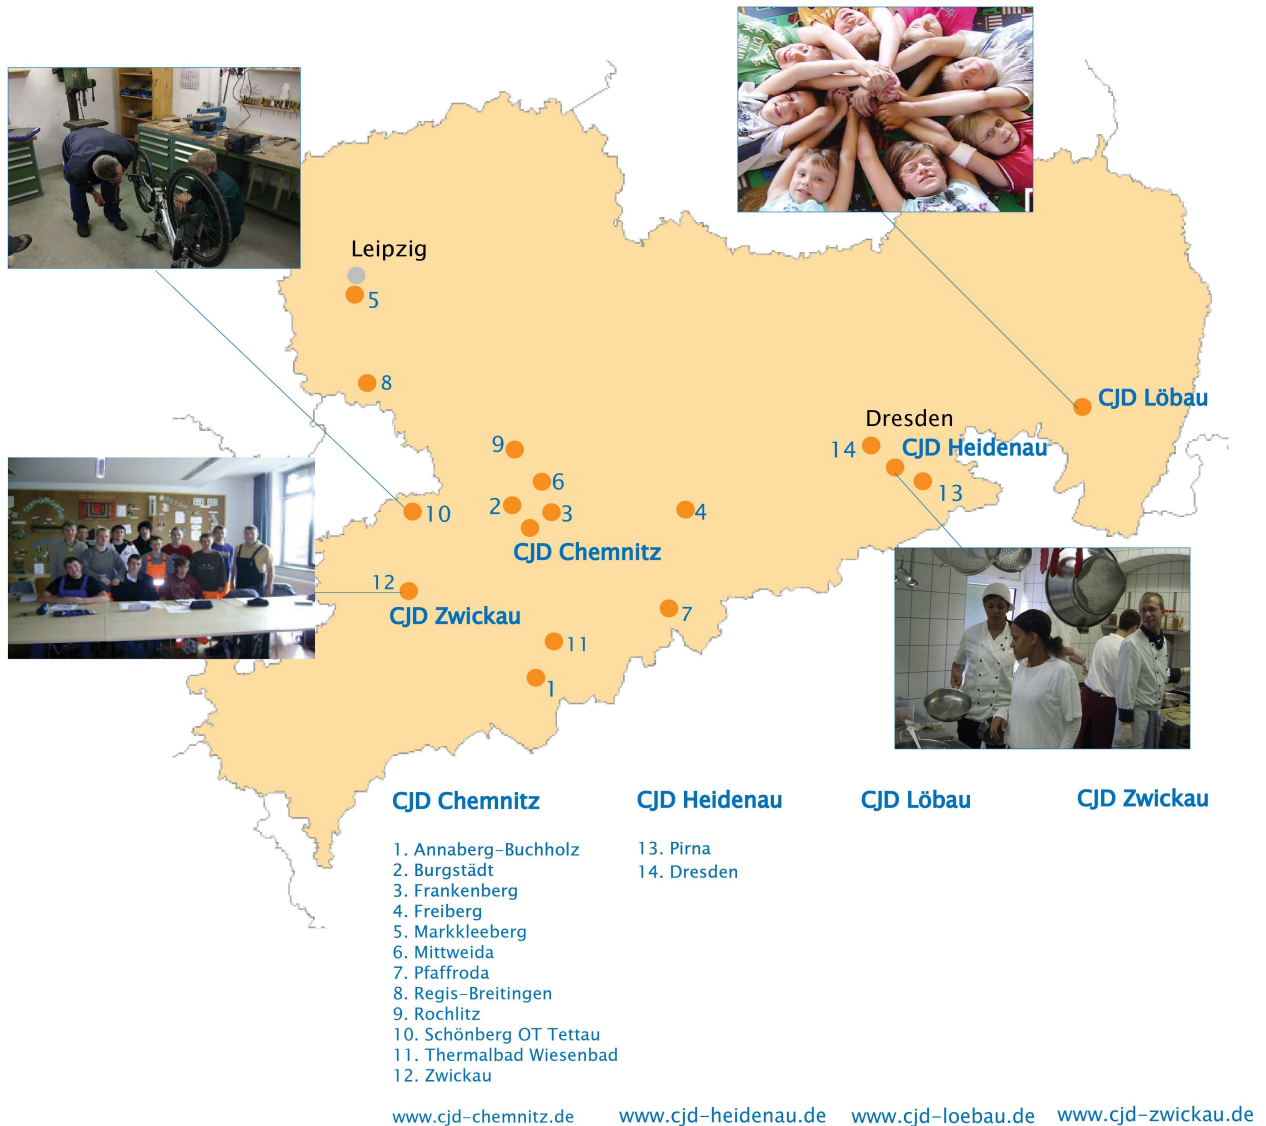 Leipzig
5
8
CJD Löbau
Dresden
14
CJD Heidenau
13
9
6
2
3
4
10
CJD Chemnitz
12
CJD Zwickau
7
11
1
CJD Chemnitz
1. Annaberg-Buchholz
2. Burgstädt
3. Frankenberg
4. Freiberg
5. Markkleeberg
6. Mittweida
7. Pfaffroda
8. Regis-Breitingen
9. Rochlitz
10. Schönberg OT Tettau
11. Thermalbad Wiesenbad
12. Zwickau
www.cjd-chemnitz.de
CJD Heidenau
13. Pirna
14. Dresden
www.cjd-heidenau.de
CJD Löbau
www.cjd-loebau.de
CJD Zwickau
www.cjd-zwickau.de